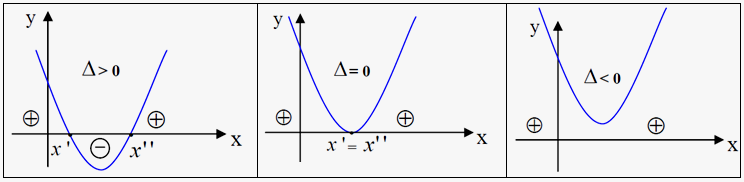 y
Δ > 0
⊕ ⊕
x
x' ⊖ x''
y
Δ = 0
⊕ ⊕
x
x' = x''
y
Δ < 0
⊕ ⊕
x